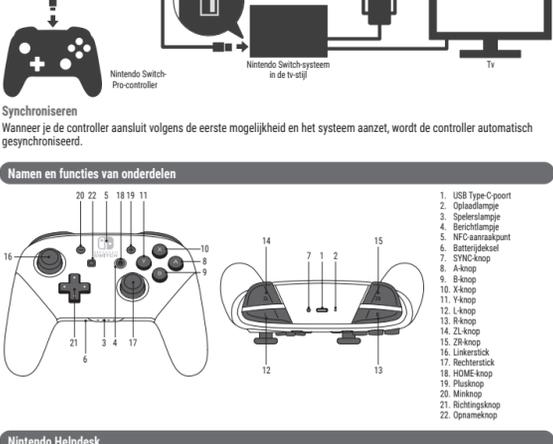 Nintendo Switch-
Pro-controller
Nintendo Switch-systeem
in de tv-stijl
Tv
Synchroniseren
Wanneer je de controller aansluit volgens de eerste mogelijkheid en het systeem aanzet, wordt de controller automatisch
gesynchroniseerd.
Namen en functies van onderdelen
20 22 5 18 19 11
16
10
8
9
21
3 4 17
6
14
15
7 1 2
12
13
X
Y
A
B
1. USB Type-C-poort
2. Oplaadlampje
3. Spelerslampje
4. Berichtlampje
5. NFC-aanraakpunt
6. Batterijdeksel
7. SYNC-knop
8. A-knop
9. B-knop
10. X-knop
11. Y-knop
12. L-knop
13. R-knop
14. ZL-knop
15. ZR-knop
16. Linkerstick
17. Rechterstick
18. HOME-knop
19. Plusknop
20. Minknop
21. Richtingsknop
22. Opnameknop
Nintendo Helpdesk